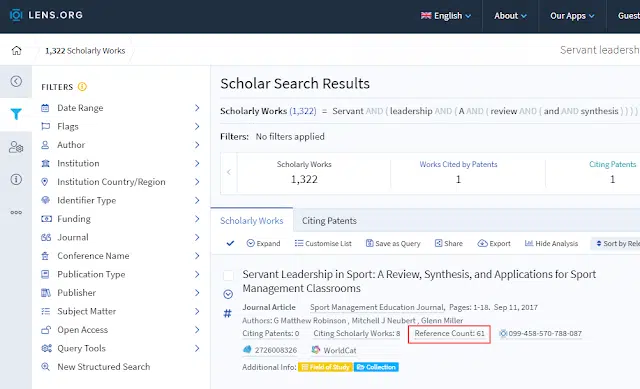 LENS.ORG
English
About
Our Apps
Guest
1,322 Scholarly Works
Servant leadersh
FILTERS
Date Range
Flags
Author
Institution
Institution Country/Region
Identifier Type
Funding
Journal
Conference Name
Publication Type
Publisher
Subject Matter
Open Access
Query Tools
New Structured Search
Scholar Search Results
Scholarly Works (1,322) = Servant AND ( leadership AND ( A AND ( review AND ( and AND synthesis ) ) ) )
Filters: No filters applied
Scholarly Works
1,322
Works Cited by Patents
1
Citing Patents
1
Scholarly Works
Citing Patents
Expand
Customise List
Save as Query
Share
Export
Hide Analysis
Sort by Rele
Servant Leadership in Sport: A Review, Synthesis, and Applications for Sport
Management Classrooms
Journal Article Sport Management Education Journal, Pages: 1-18, Sep 11, 2017
Authors: G Matthew Robinson , Mitchell J Neubert , Glenn Miller
Citing Patents: 0 Citing Scholarly Works: 8 Reference Count: 61 099-458-570-788-087
2726008326 WorldCat
Additional Info: Field of Study Collection